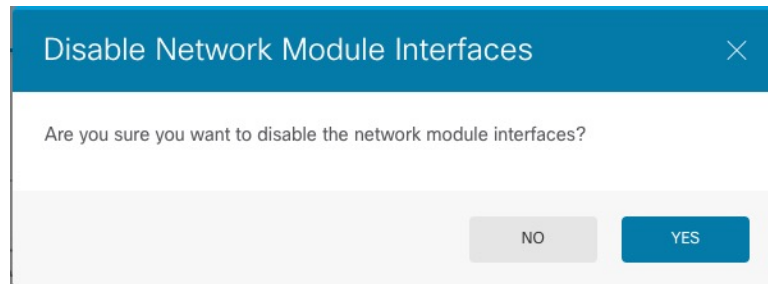 Disable Network Module Interfaces
Are you sure you want to disable the network module interfaces?
NO
YES